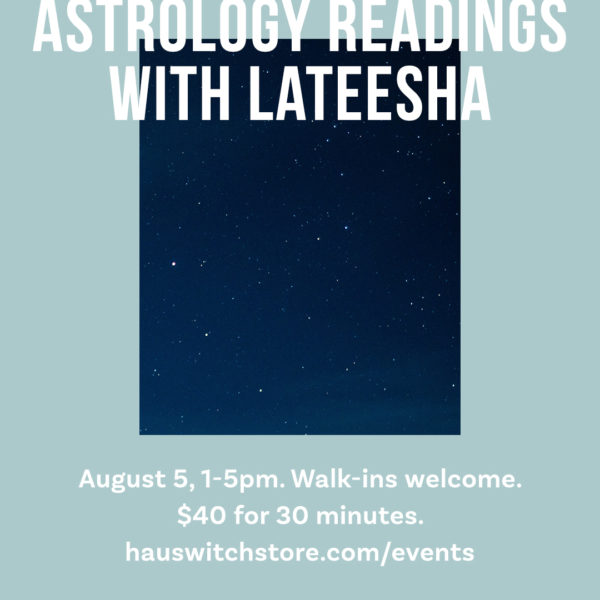 ASTROLOGY READINGS
WITH LATEESHA
August 5, 1-5pm. Walk-ins welcome.
$40 for 30 minutes.
hauswitchstore.com/events